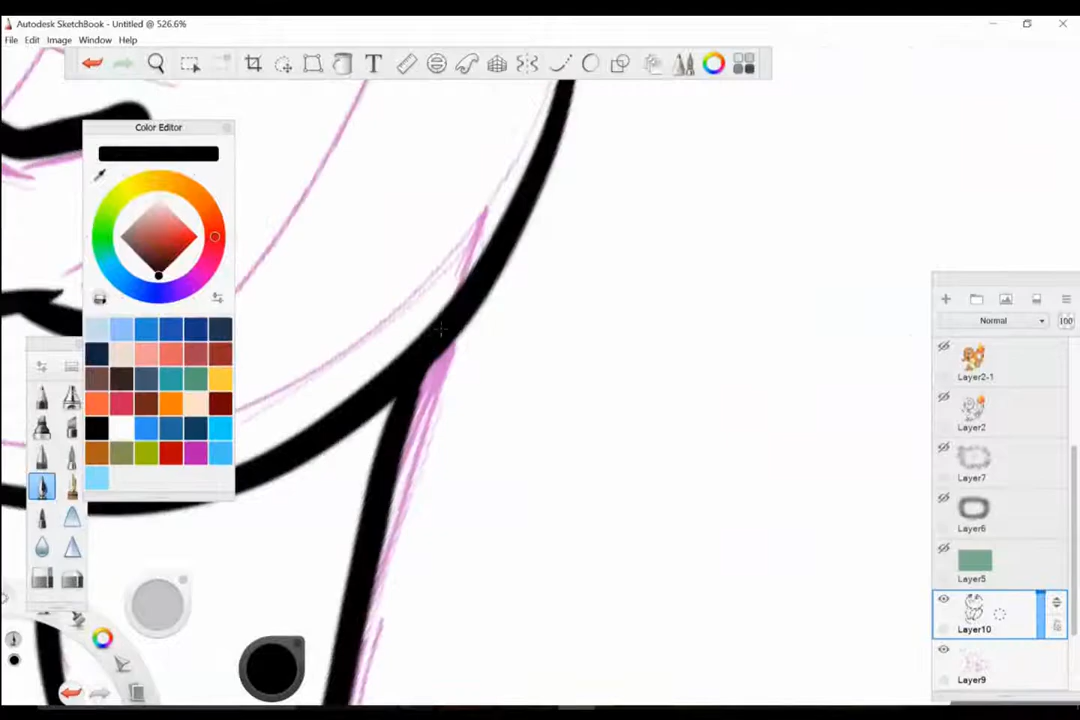 Autodesk SketchBook - Untitled @ 526.6%
File Edit Image Window Help
T
Color Editor
Normal 100
Layer2-1
Layer2
Layer7
Layer6
Layer5
Layer10
Layer9